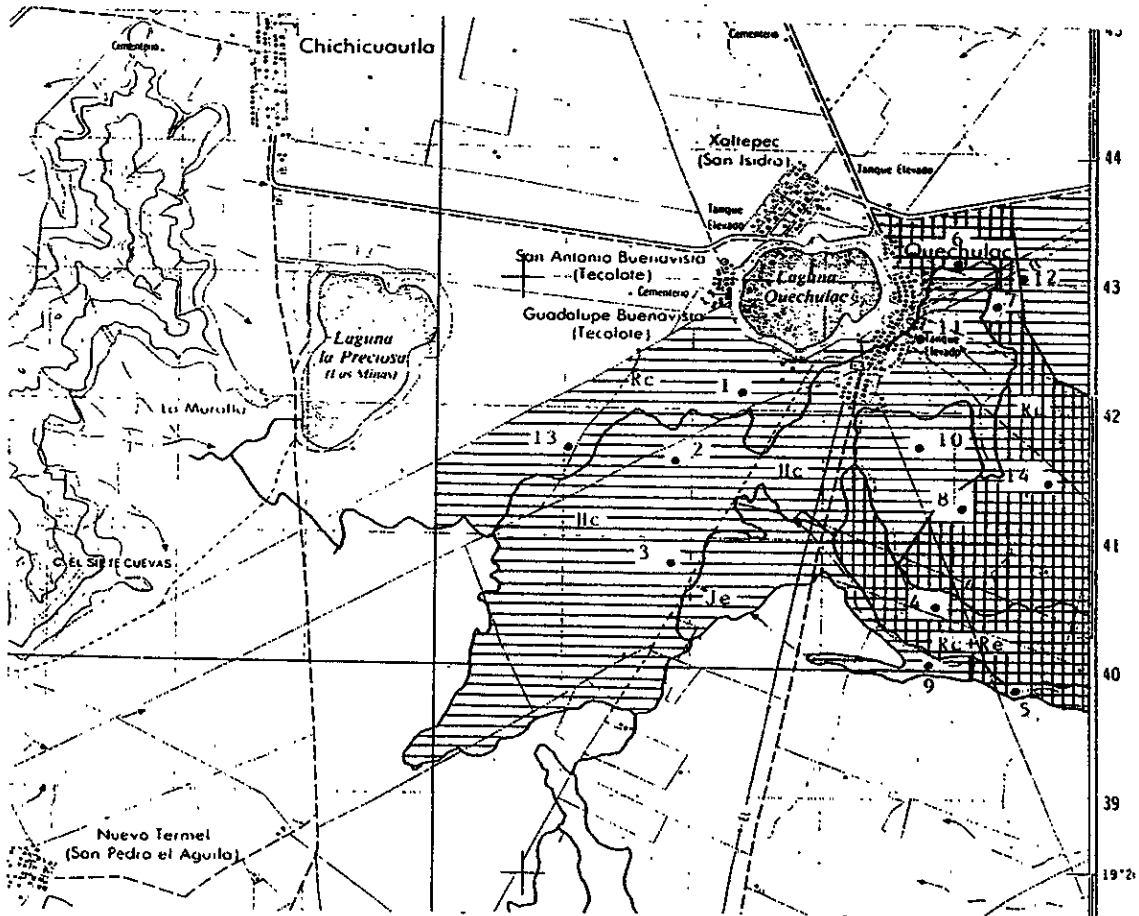 Cementerio
Chichicuautla
Cementerio
Xaltepec
(San Isidro)
Tanque Elevado
Tanque
Elevado
44
Quechulac
6
San Antonio Buenavista
(Tecolote)
Cementerio
Laguna
Quechulac
12
7
43
Guadalupe Buenavista
(Tecolote)
11
Tanque
Elevado
Laguna
la Preciosa
(Las Minas)
Rc
1
La Muralla
42
13
2
10
IIc
14
8
IIc
41
3
C. EL SIETE CUEVAS
Je
4
Rc+Re
9
5
40
39
Nuevo Termel
(San Pedro el Aguila)